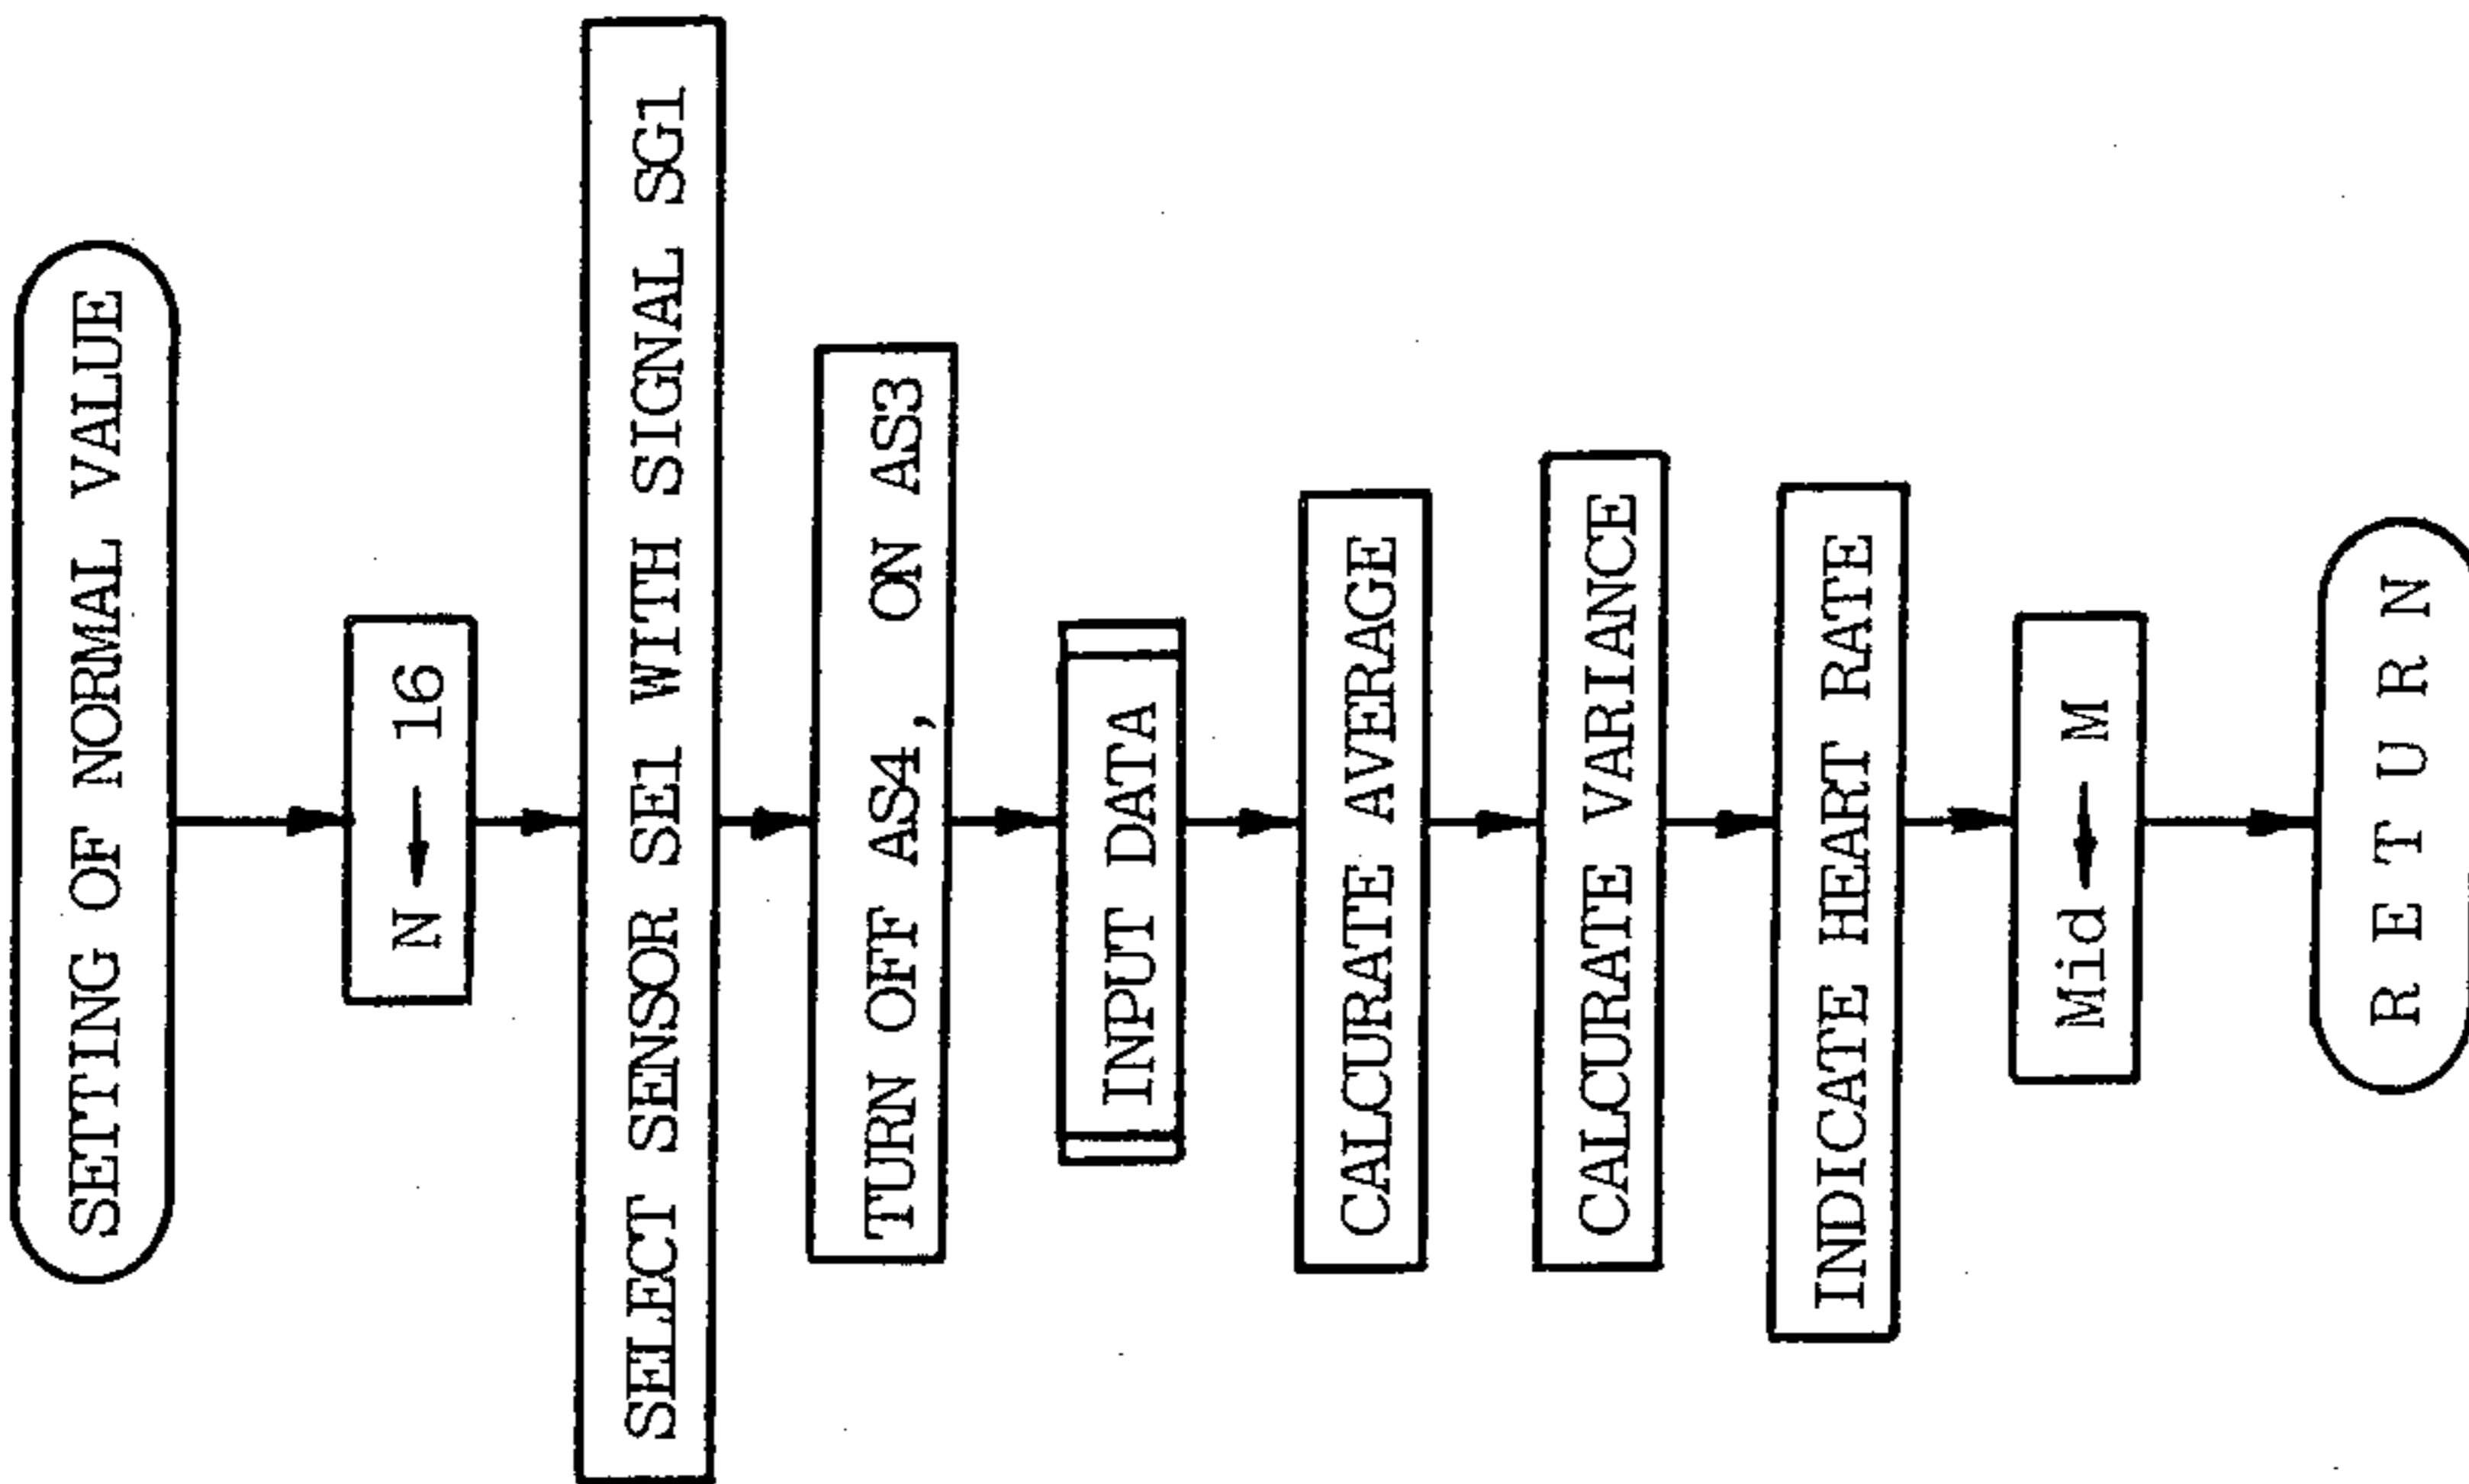 SETTING OF NORMAL VALUE
N ← 16
SELECT SENSOR SE1 WITH SIGNAL SG1
TURN OFF AS4, ON AS3
INPUT DATA
CALCURATE AVERAGE
CALCURATE VARIANCE
INDICATE HEART RATE
Mid ← M
RETURN